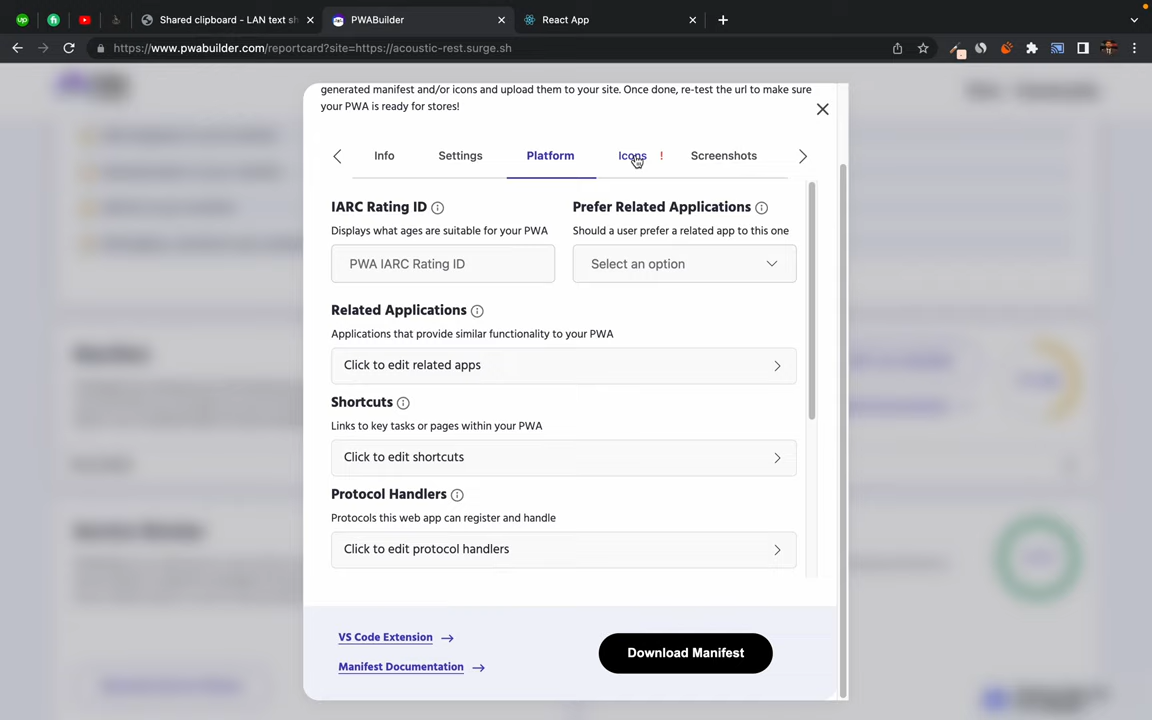 Shared clipboard - LAN text sh
PWABuilder
React App
https://www.pwabuilder.com/reportcard?site=https://acoustic-rest.surge.sh
generated manifest and/or icons and upload them to your site. Once done, re-test the url to make sure
your PWA is ready for stores!
Info
Settings
Platform
Icons !
Screenshots
IARC Rating ID
Prefer Related Applications
Displays what ages are suitable for your PWA
Should a user prefer a related app to this one
PWA IARC Rating ID
Select an option
Related Applications
Applications that provide similar functionality to your PWA
Click to edit related apps
Shortcuts
Links to key tasks or pages within your PWA
Click to edit shortcuts
Protocol Handlers
Protocols this web app can register and handle
Click to edit protocol handlers
VS Code Extension
Manifest Documentation
Download Manifest